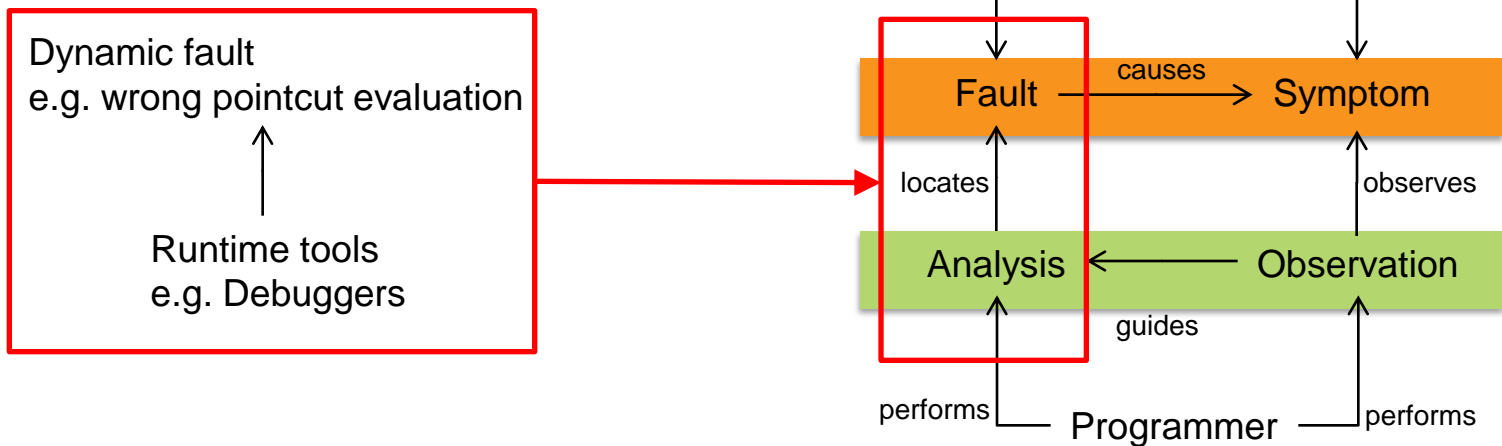 Dynamic fault
e.g. wrong pointcut evaluation
Runtime tools
e.g. Debuggers
Fault
causes
Symptom
locates
observes
Analysis
Observation
guides
performs
Programmer
performs